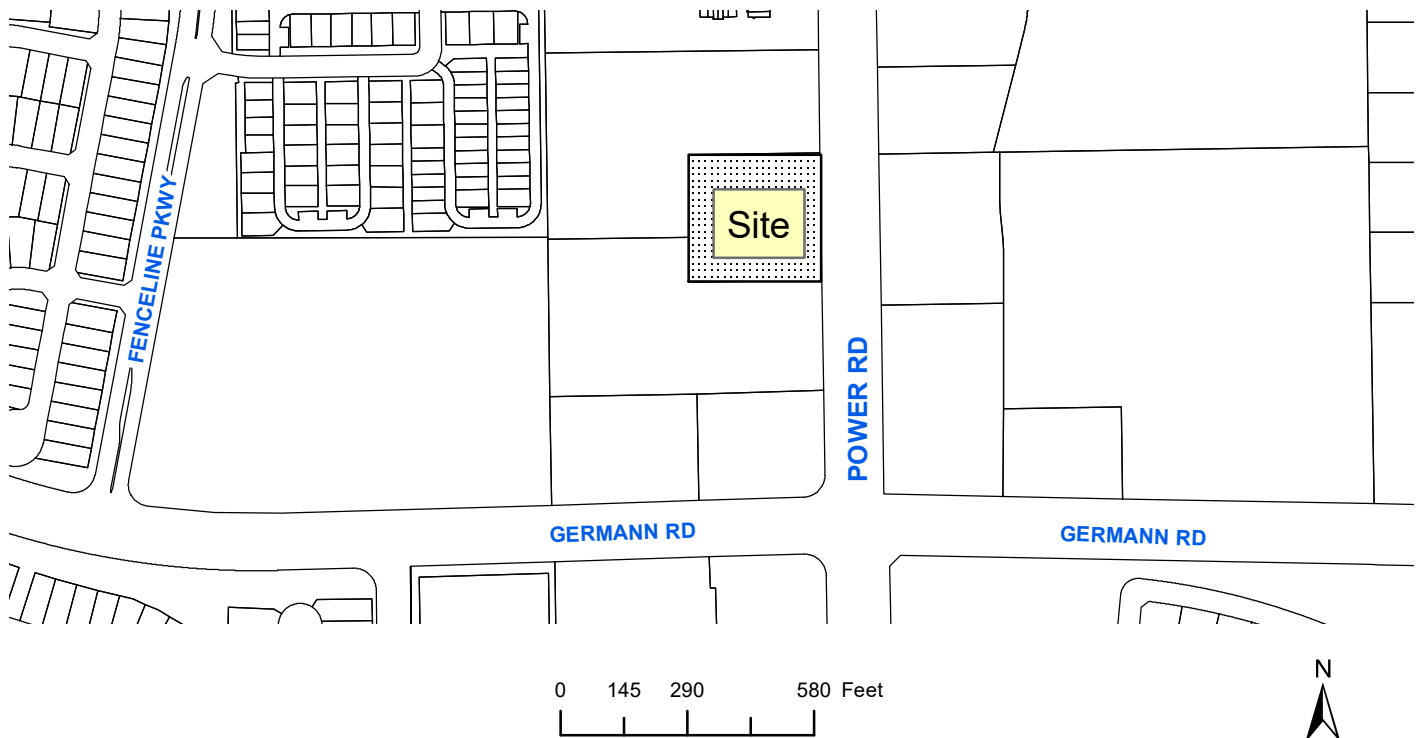 Site
FENCELINE PKWY
POWER RD
GERMANN RD
GERMANN RD
0 145 290 580 Feet
N